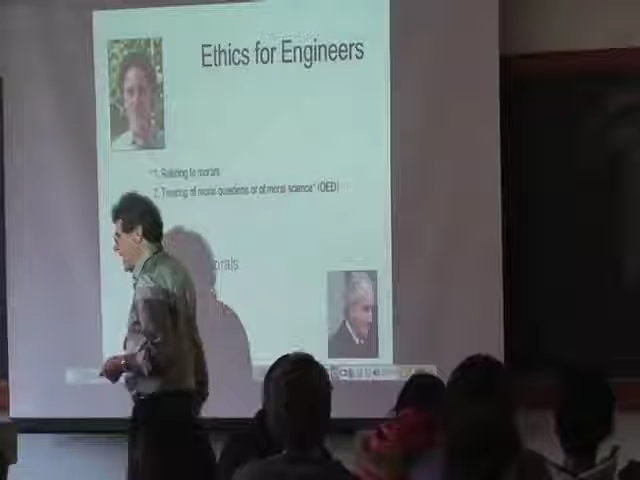 Ethics for Engineers
"1. Relating to morals
2. Treating of moral questions or of moral science" (OED)
orals